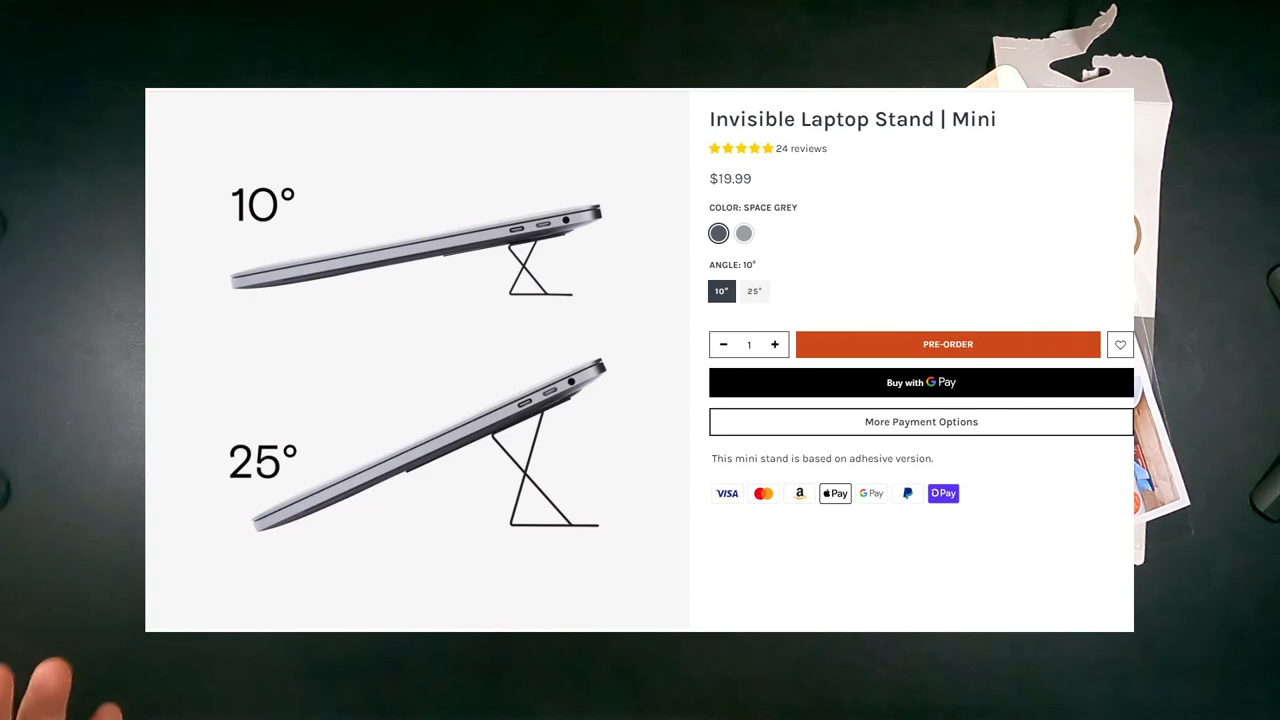 10°
25°
Invisible Laptop Stand | Mini
24 reviews
$19.99
COLOR: SPACE GREY
ANGLE: 10°
10°
25°
− 1 +
PRE-ORDER
Buy with G Pay
More Payment Options
This mini stand is based on adhesive version.
VISA
a
Pay
G Pay
P
Pay